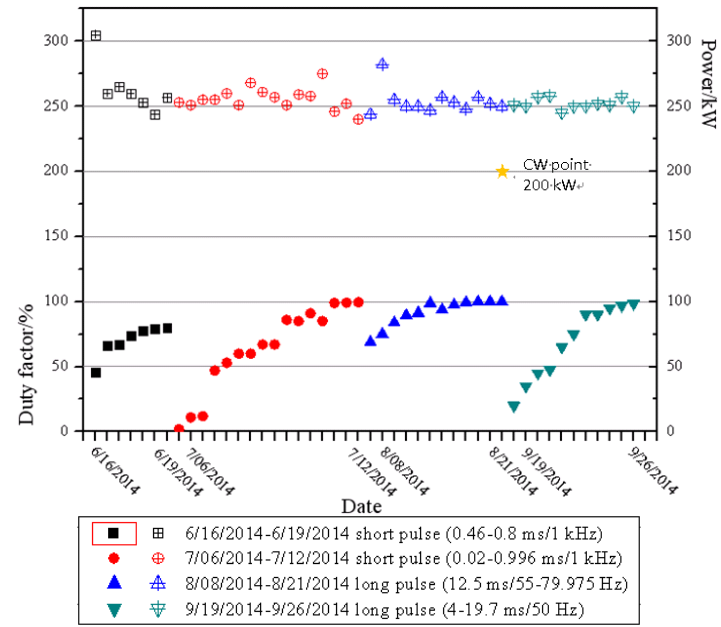 300
250
200
150
100
50
0
Duty factor/%
300
250
200
150
100
50
0
Power/kW
CW point
200 kW
6/16/2014
6/19/2014
7/06/2014
7/12/2014
8/08/2014
8/21/2014
9/19/2014
9/26/2014
Date
6/16/2014-6/19/2014 short pulse (0.46-0.8 ms/1 kHz)
7/06/2014-7/12/2014 short pulse (0.02-0.996 ms/1 kHz)
8/08/2014-8/21/2014 long pulse (12.5 ms/55-79.975 Hz)
9/19/2014-9/26/2014 long pulse (4-19.7 ms/50 Hz)